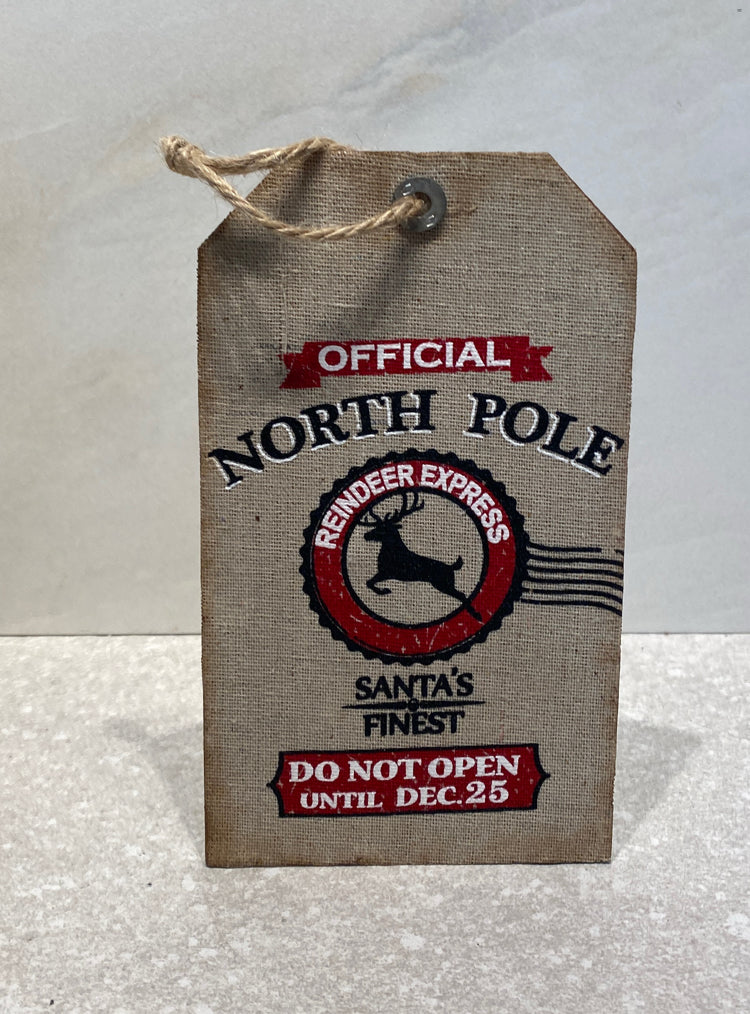 OFFICIAL
NORTH POLE
REINDEER EXPRESS
SANTA'S
FINEST
DO NOT OPEN
UNTIL DEC.25